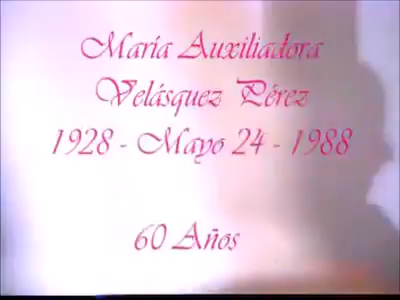 María Auxiliadora
Velásquez Pérez
1928 - Mayo 24 - 1988
60 Años